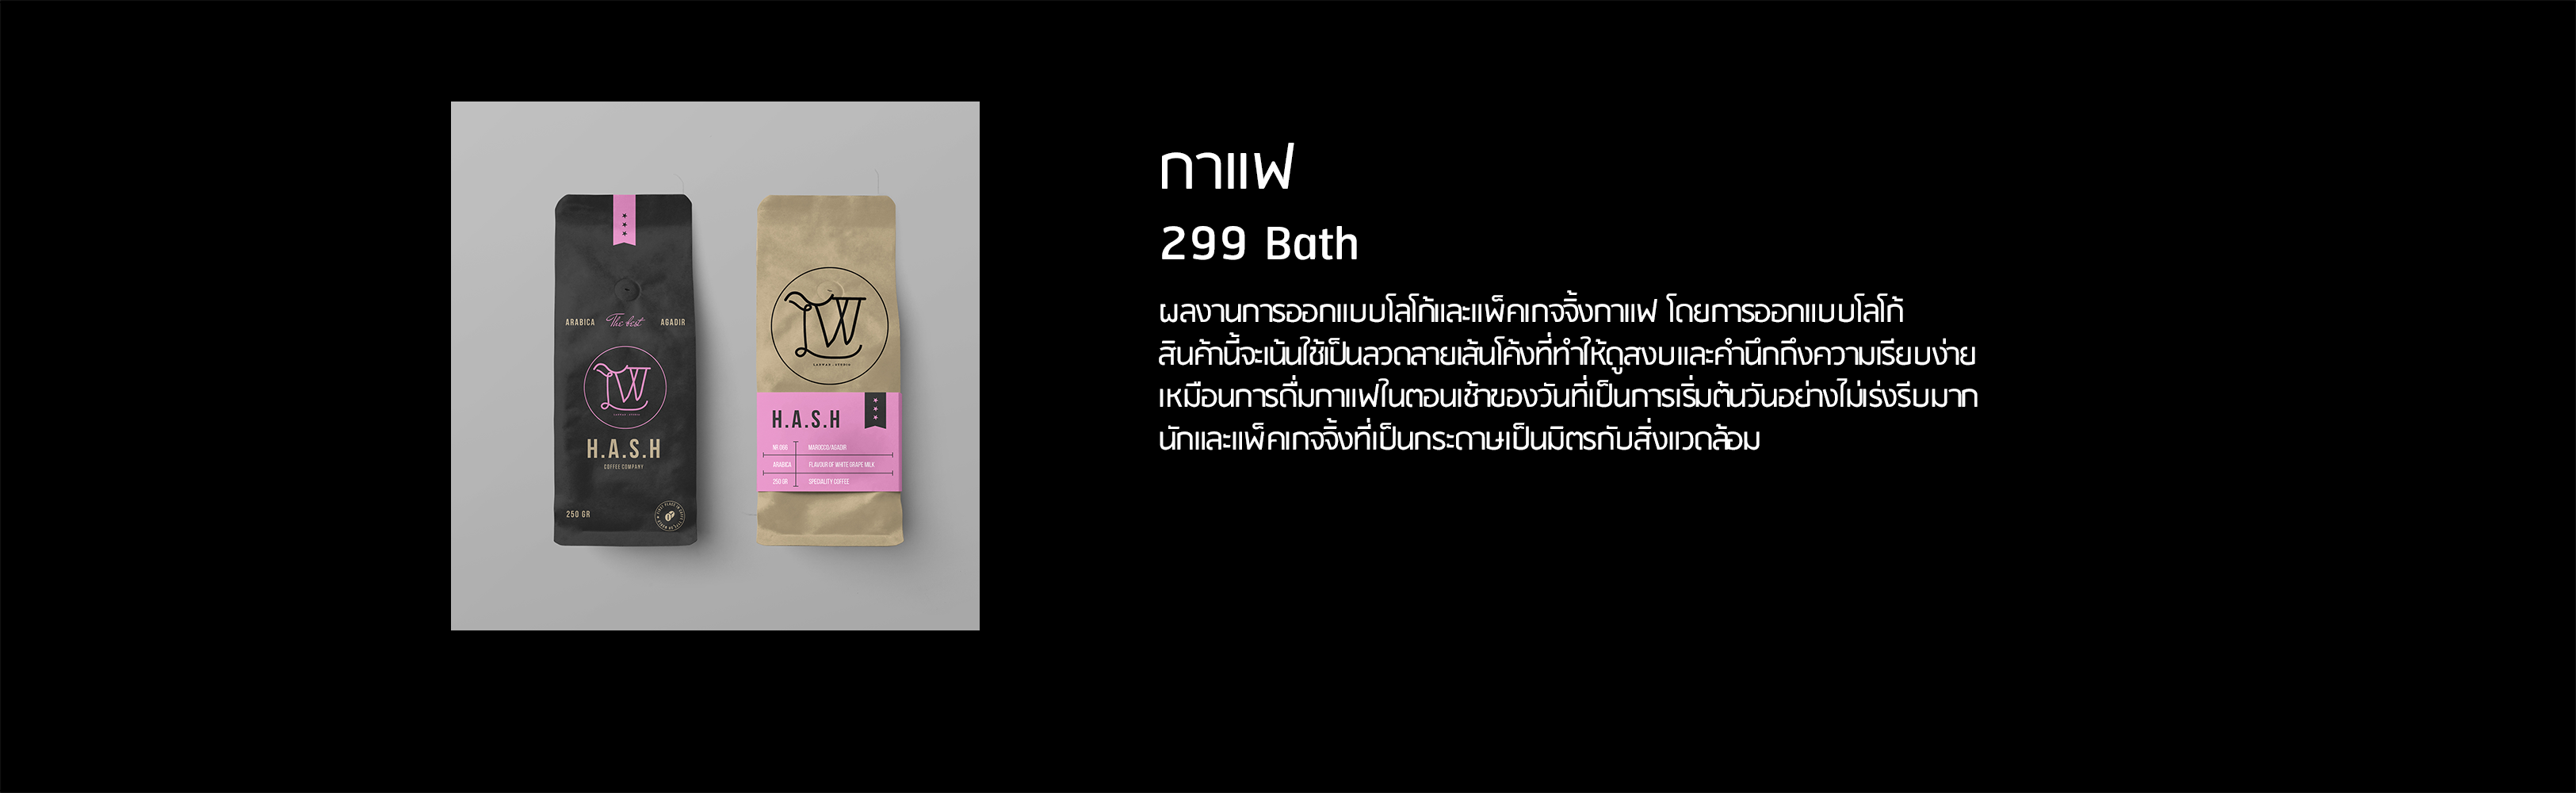 กาแฟ
299 Bath
ผลงานการออกแบบโลโก้และแพ็คเกจจิ้งกาแฟ โดยการออกแบบโลโก้
สินค้านี้จะเน้นใช้เป็นลวดลายเส้นโค้งที่ทำให้ดูสงบและคำนึกถึงความเรียบง่าย
เหมือนการดื่มกาแฟในตอนเช้าของวันที่เป็นการเริ่มต้นวันอย่างไม่เร่งรีบมาก
นักและแพ็คเกจจิ้งที่เป็นกระดาษเป็นมิตรกับสิ่งแวดล้อม
ARABICA The best AGADIR
LW
H.A.S.H
COFFEE COMPANY
250 GR
LW
H.A.S.H
MAROCCO/AGADIR
ARABICA FLAVOUR OF WHITE GRAPE MILK
250 GR SPECIALITY COFFEE